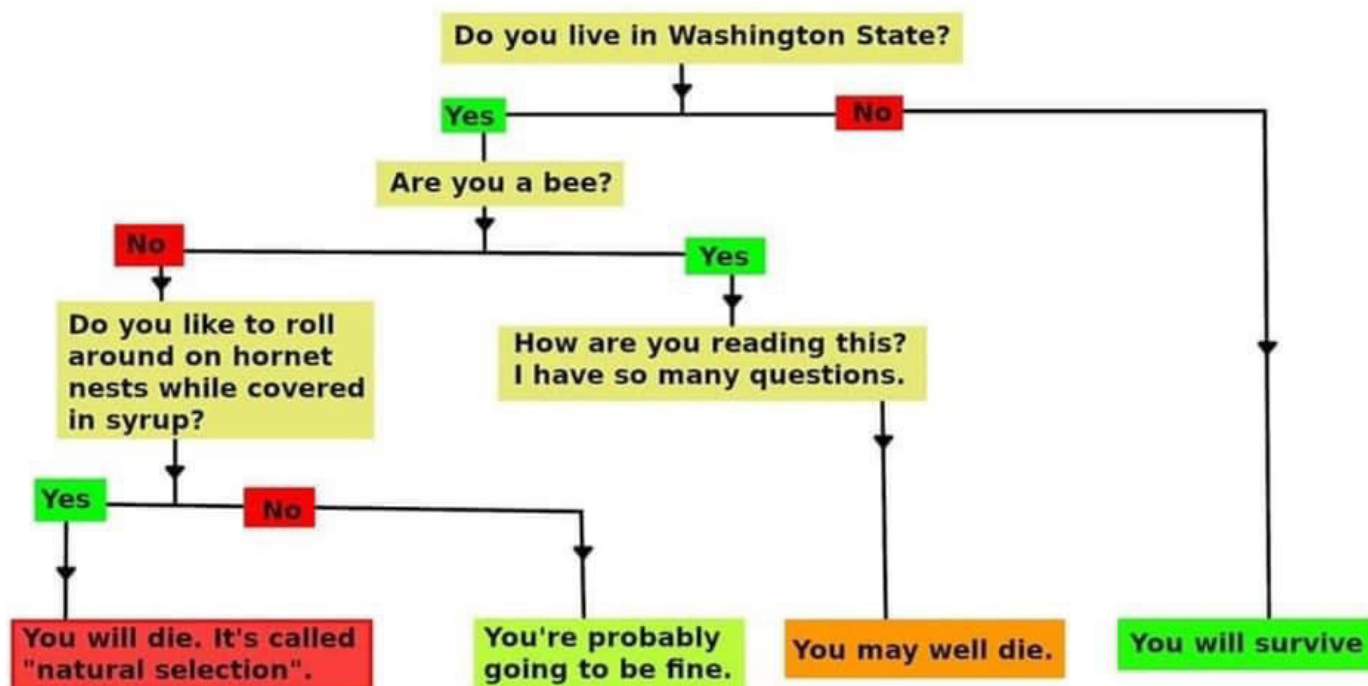 Do you live in Washington State?
Yes
No
Are you a bee?
No
Yes
Do you like to roll
around on hornet
nests while covered
in syrup?
How are you reading this?
I have so many questions.
Yes
No
You will die. It's called
"natural selection".
You're probably
going to be fine.
You may well die.
You will survive